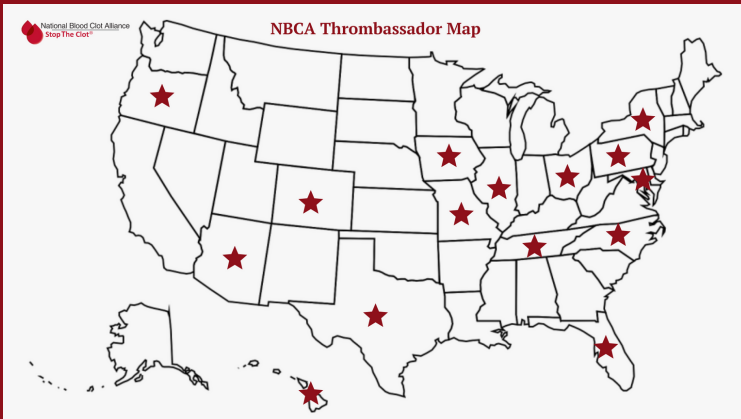 National Blood Clot Alliance
Stop The Clot®
NBCA Thrombassador Map